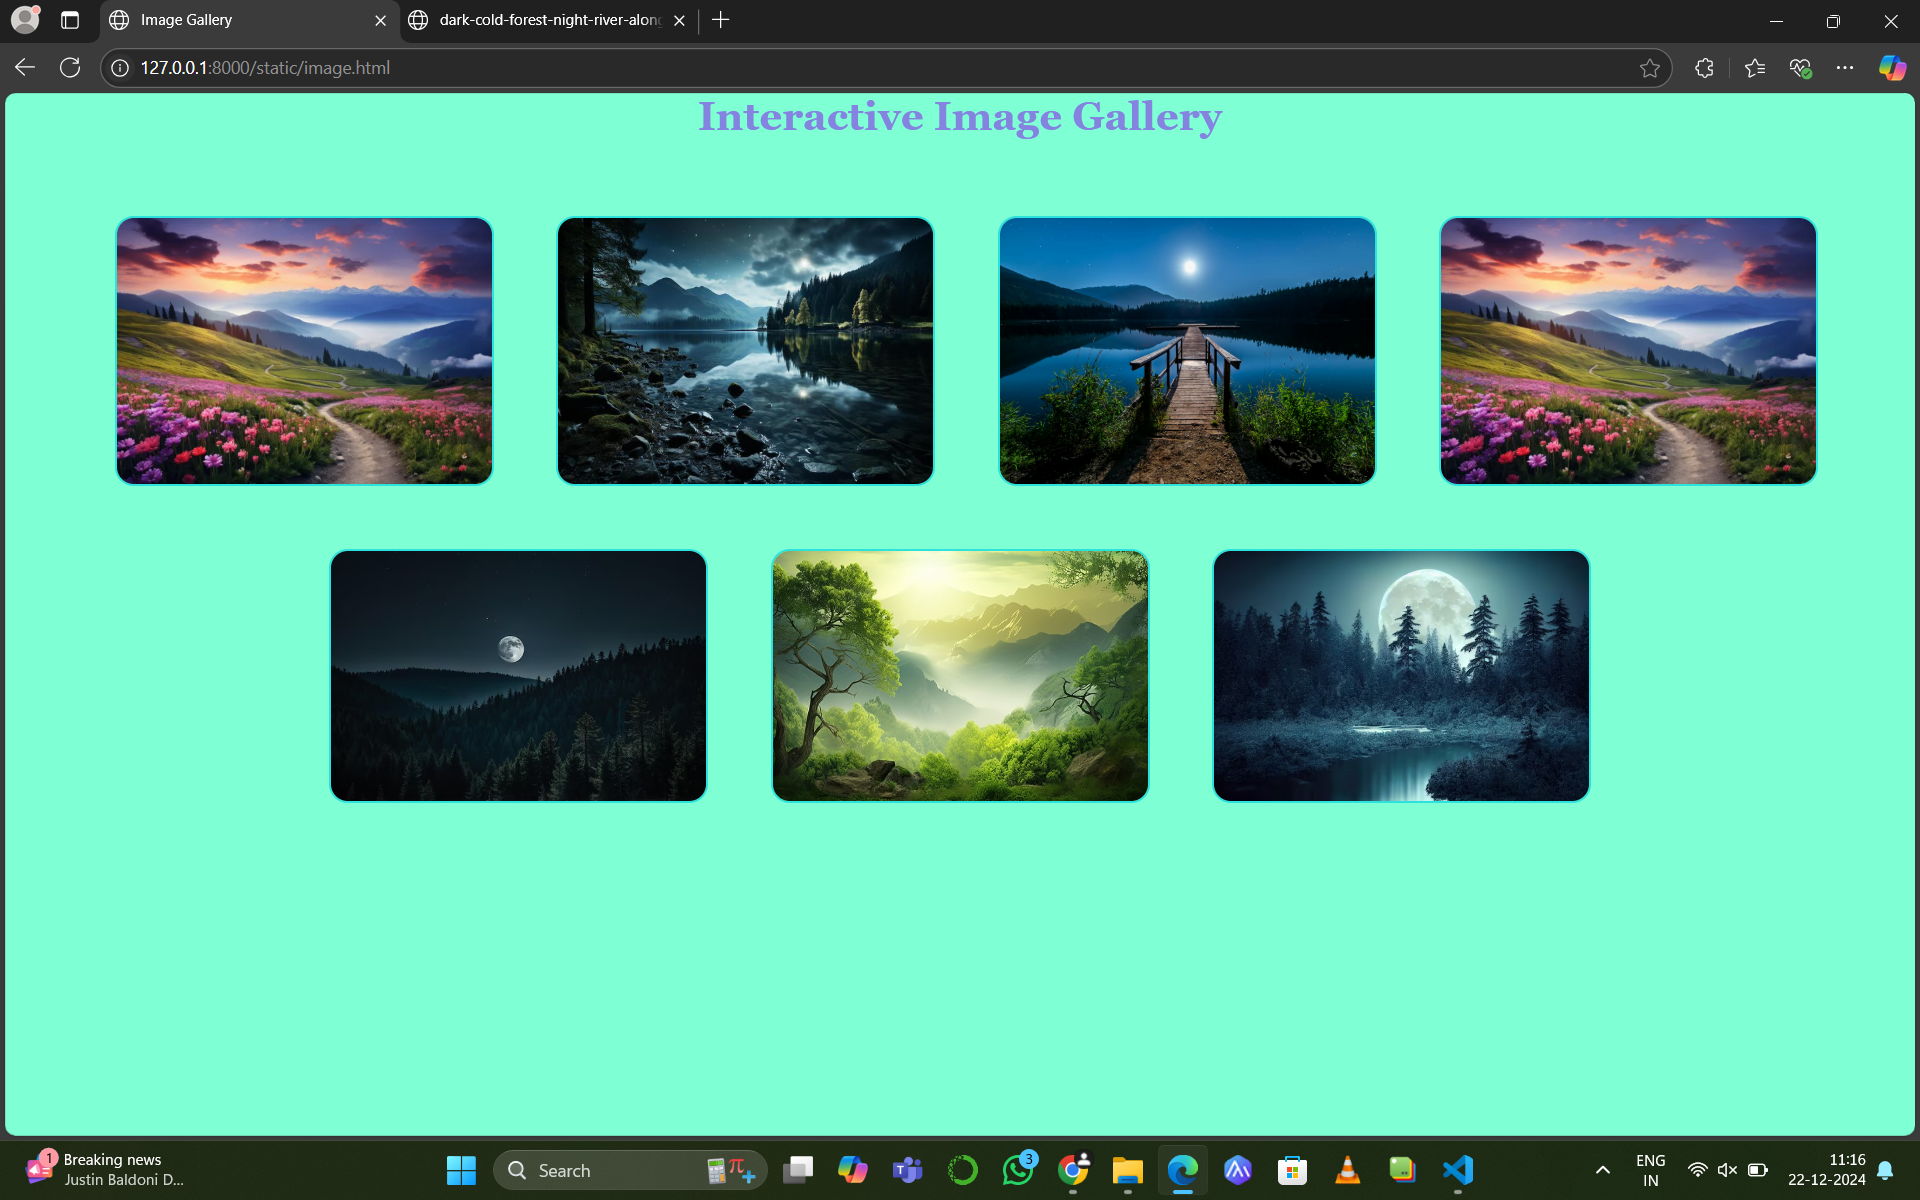 Image Gallery
dark-cold-forest-night-river-along
127.0.0.1:8000/static/image.html
Interactive Image Gallery
1
Breaking news
Justin Baldoni D...
Search
3
ENG
IN
11:16
22-12-2024